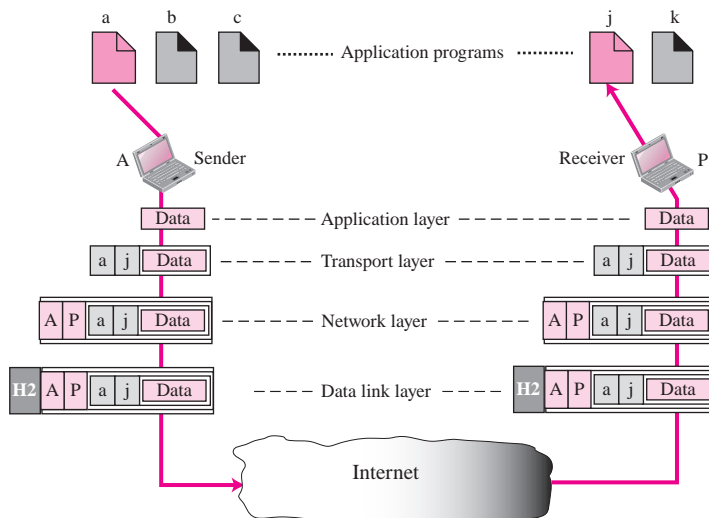 a b c j k
Application programs
A Sender Receiver P
Data Application layer Data
a j Data Transport layer a j Data
A P a j Data Network layer A P a j Data
H2 A P a j Data Data link layer H2 A P a j Data
Internet